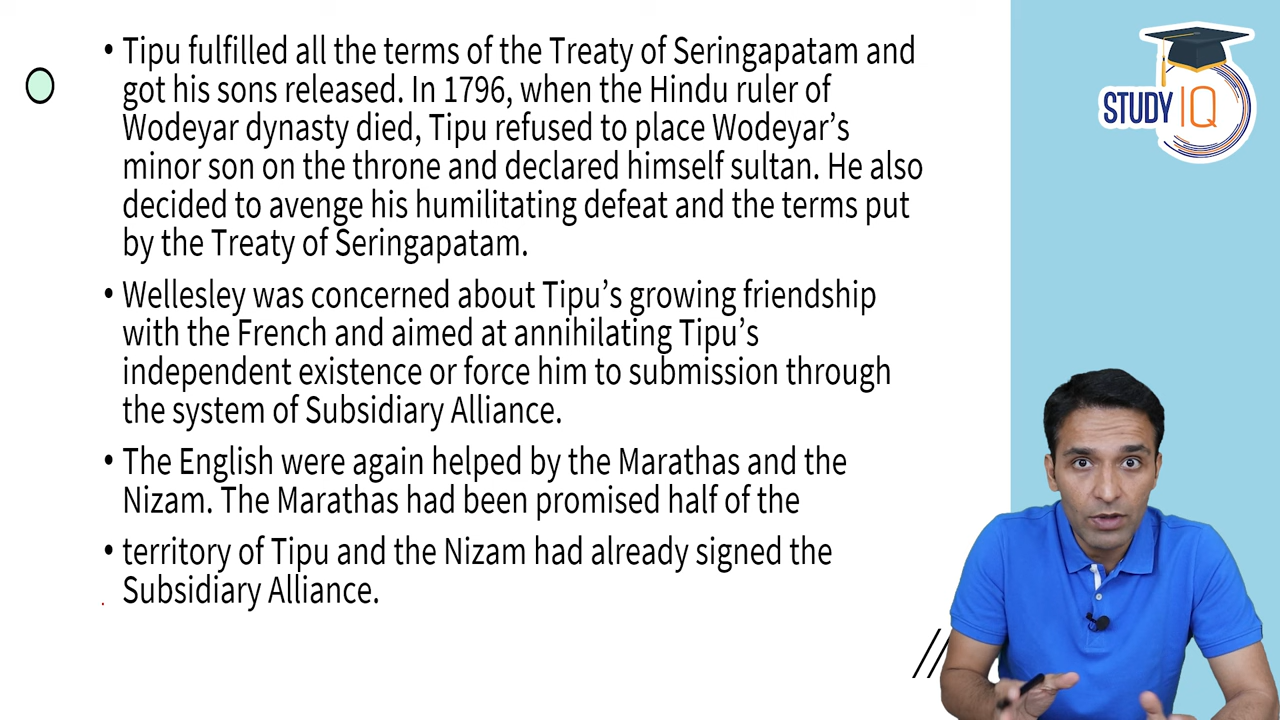 • Tipu fulfilled all the terms of the Treaty of Seringapatam and
got his sons released. In 1796, when the Hindu ruler of
Wodeyar dynasty died, Tipu refused to place Wodeyar’s
minor son on the throne and declared himself sultan. He also
decided to avenge his humilitating defeat and the terms put
by the Treaty of Seringapatam.
• Wellesley was concerned about Tipu’s growing friendship
with the French and aimed at annihilating Tipu’s
independent existence or force him to submission through
the system of Subsidiary Alliance.
• The English were again helped by the Marathas and the
Nizam. The Marathas had been promised half of the
• territory of Tipu and the Nizam had already signed the
Subsidiary Alliance.
STUDY IQ